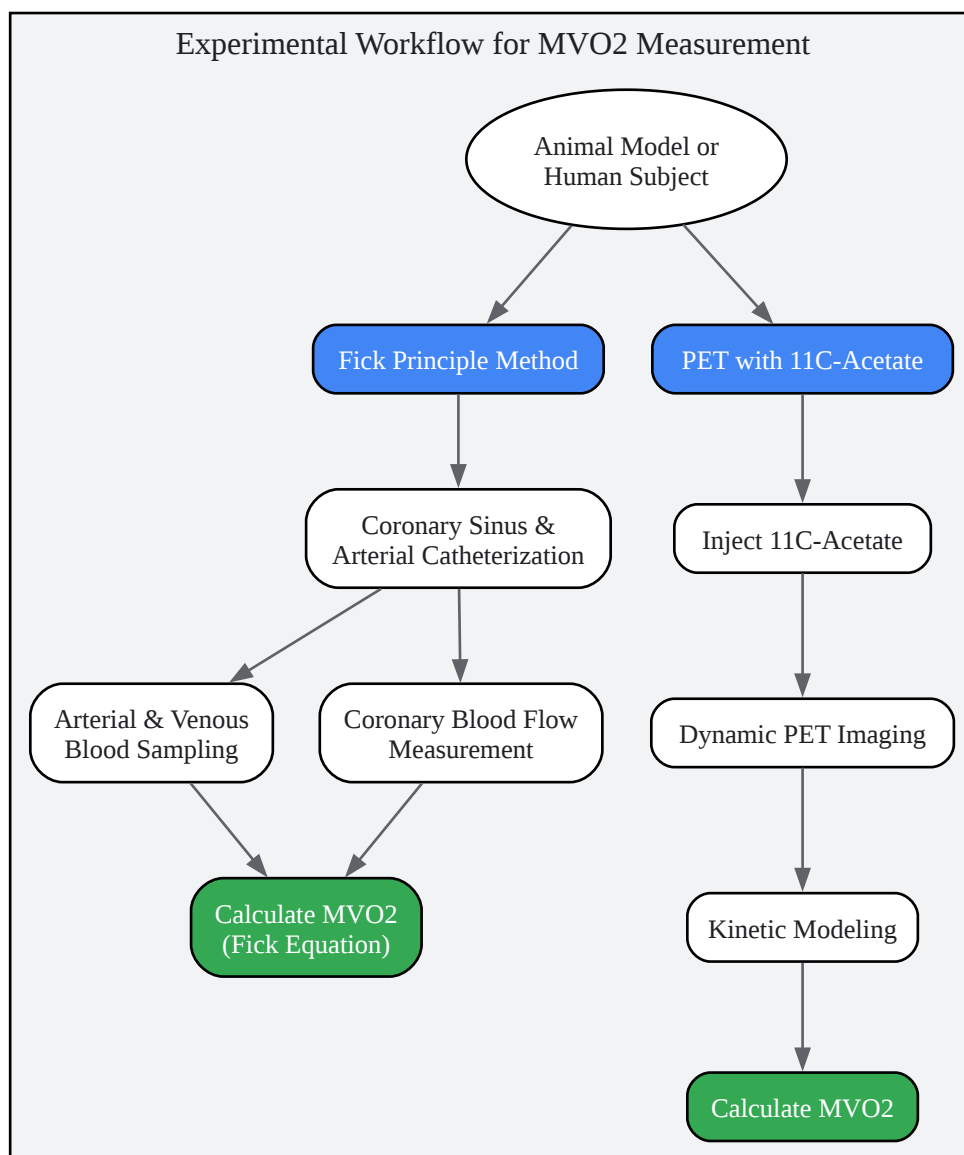 Experimental Workflow for MVO2 Measurement
Animal Model or
Human Subject
Fick Principle Method
PET with 11C-Acetate
Coronary Sinus &
Arterial Catheterization
Inject 11C-Acetate
Arterial & Venous
Blood Sampling
Coronary Blood Flow
Measurement
Dynamic PET Imaging
Calculate MVO2
(Fick Equation)
Kinetic Modeling
Calculate MVO2